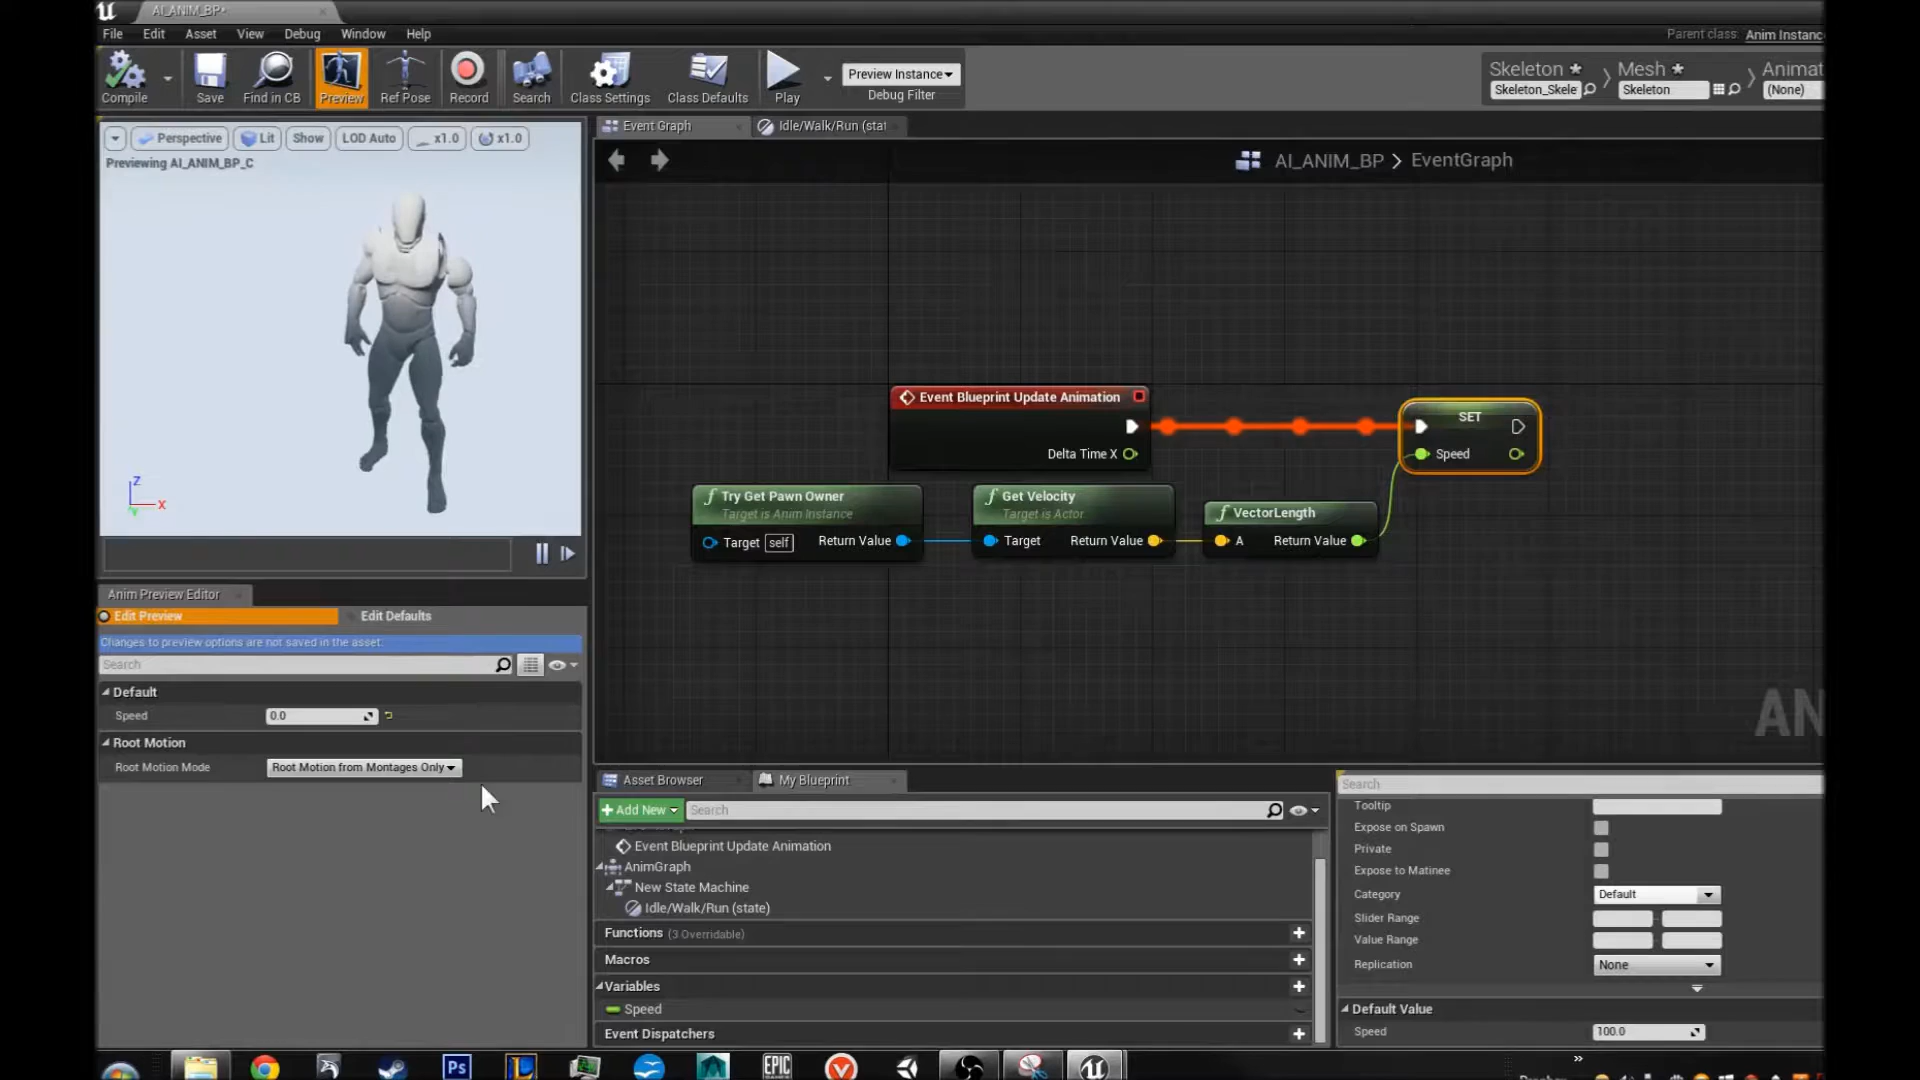 AI_ANIM_BP*
File Edit Asset View Debug Window Help
Parent class: Anim Instanc
Compile Save Find in CB Preview Ref Pose Record Search Class Settings Class Defaults Play
Preview Instance
Debug Filter
Skeleton * Mesh * Animat
Skeleton_Skele Skeleton (None)
Perspective Lit Show LOD Auto x1.0 x1.0
Previewing AI_ANIM_BP_C
Z
X
Y
Event Graph Idle/Walk/Run (stat
AI_ANIM_BP > EventGraph
Event Blueprint Update Animation
Delta Time X
SET
Speed
Try Get Pawn Owner
Target is Anim Instance
Target self Return Value
Get Velocity
Target is Actor
Target Return Value
VectorLength
A Return Value
AN
Anim Preview Editor
Edit Preview Edit Defaults
Changes to preview options are not saved in the asset.
Search
Default
Speed 0.0
Root Motion
Root Motion Mode Root Motion from Montages Only
Asset Browser My Blueprint
+ Add New Search
Event Blueprint Update Animation
AnimGraph
New State Machine
Idle/Walk/Run (state)
Functions (3 Overridable)
Macros
Variables
Speed
Event Dispatchers
Search
Tooltip
Expose on Spawn
Private
Expose to Matinee
Category Default
Slider Range
Value Range
Replication None
Default Value
Speed 100.0
Ps
EPIC